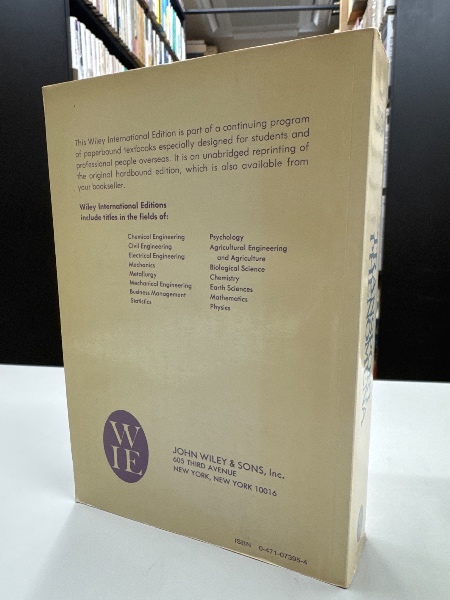 This Wiley International Edition is part of a continuing program
of paperbound textbooks especially designed for students and
professional people overseas. It is an unabridged reprinting of
the original hardbound edition, which is also available from
your bookseller.
Wiley International Editions
include titles in the fields of:
Chemical Engineering
Civil Engineering
Electrical Engineering
Mechanics
Metallurgy
Mechanical Engineering
Business Management
Statistics
Psychology
Agricultural Engineering
and Agriculture
Biological Science
Chemistry
Earth Sciences
Mathematics
Physics
W
IE
JOHN WILEY & SONS, Inc.
605 THIRD AVENUE
NEW YORK, NEW YORK 10016
ISBN 0-471-07395-4